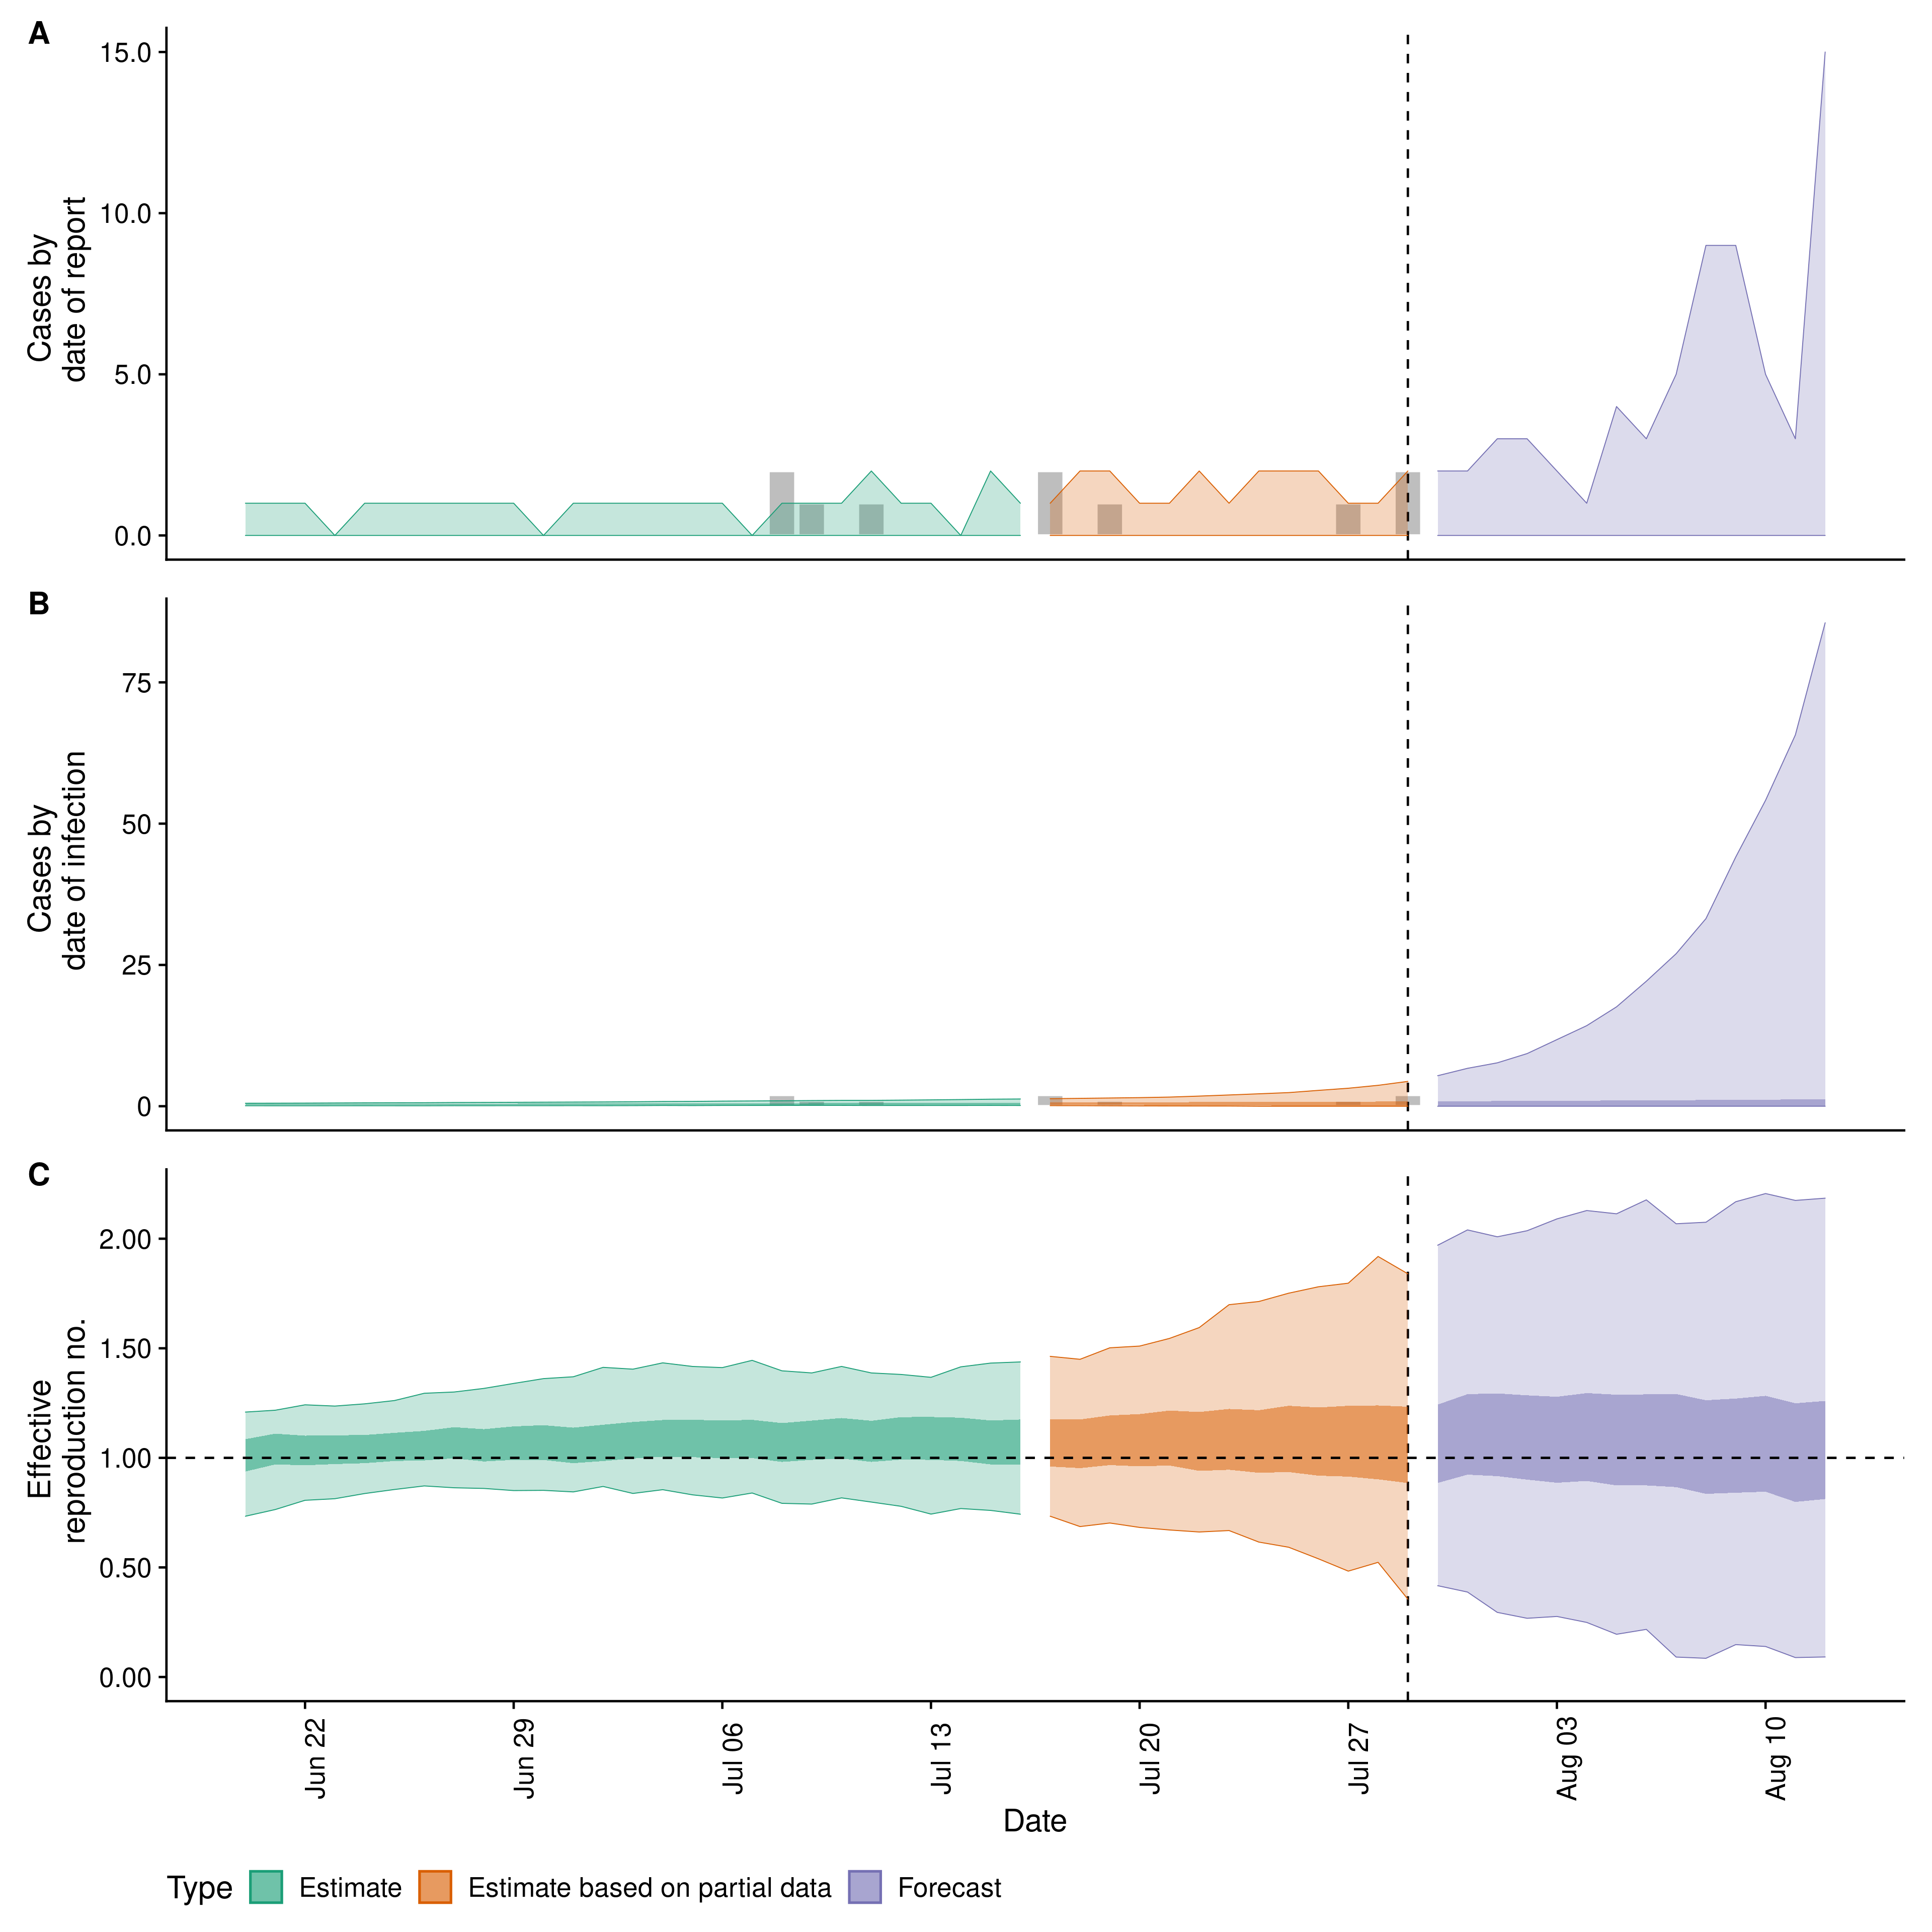 A
15.0
10.0
5.0
0.0
Cases by
date of report
B
75
50
25
0
Cases by
date of infection
C
2.00
1.50
1.00
0.50
0.00
Effective
reproduction no.
Jun 22
Jun 29
Jul 06
Jul 13
Jul 20
Jul 27
Aug 03
Aug 10
Date
Type
Estimate
Estimate based on partial data
Forecast